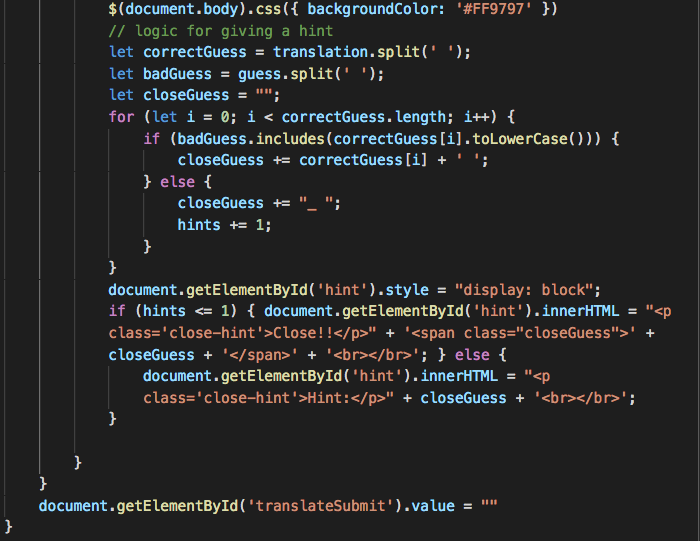 $(document.body).css({ backgroundColor: '#FF9797' })
// logic for giving a hint
let correctGuess = translation.split(' ');
let badGuess = guess.split(' ');
let closeGuess = "";
for (let i = 0; i < correctGuess.length; i++) {
if (badGuess.includes(correctGuess[i].toLowerCase())) {
closeGuess += correctGuess[i] + ' ';
} else {
closeGuess += "_ ";
hints += 1;
}
}
document.getElementById('hint').style = "display: block";
if (hints <= 1) { document.getElementById('hint').innerHTML = "<p
class='close-hint'>Close!!</p>" + '<span class="closeGuess">' +
closeGuess + '</span>' + '<br></br>'; } else {
document.getElementById('hint').innerHTML = "<p
class='close-hint'>Hint:</p>" + closeGuess + '<br></br>';
}
}
}
document.getElementById('translateSubmit').value = ""
}